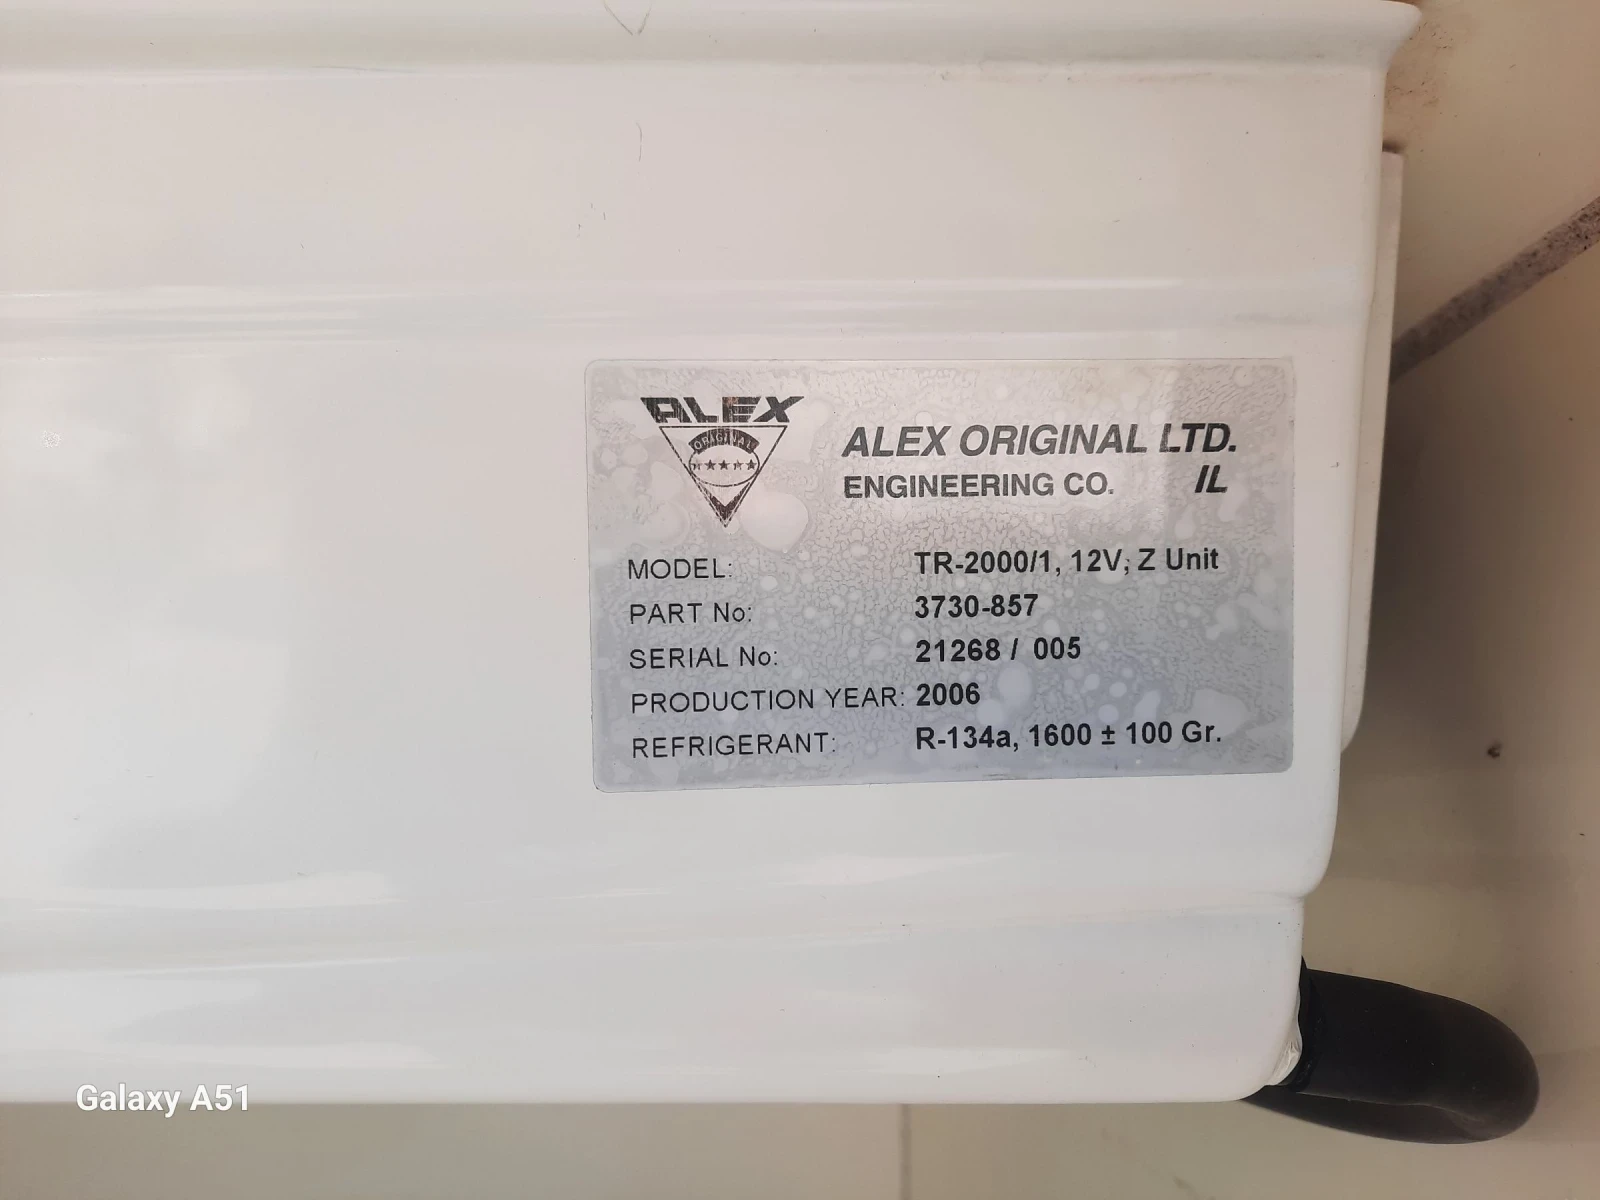 ALEX
ORIGINAL
ALEX ORIGINAL LTD.
ENGINEERING CO. IL
MODEL: TR-2000/1, 12V, Z Unit
PART No: 3730-857
SERIAL No: 21268 / 005
PRODUCTION YEAR: 2006
REFRIGERANT: R-134a, 1600 ± 100 Gr.
Galaxy A51